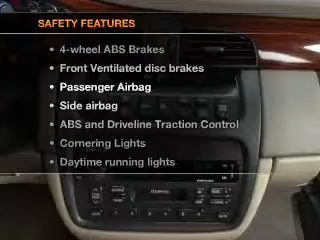 SAFETY FEATURES
• 4-wheel ABS Brakes
• Front Ventilated disc brakes
• Passenger Airbag
• Side airbag
• ABS and Driveline Traction Control
• Cornering Lights
• Daytime running lights